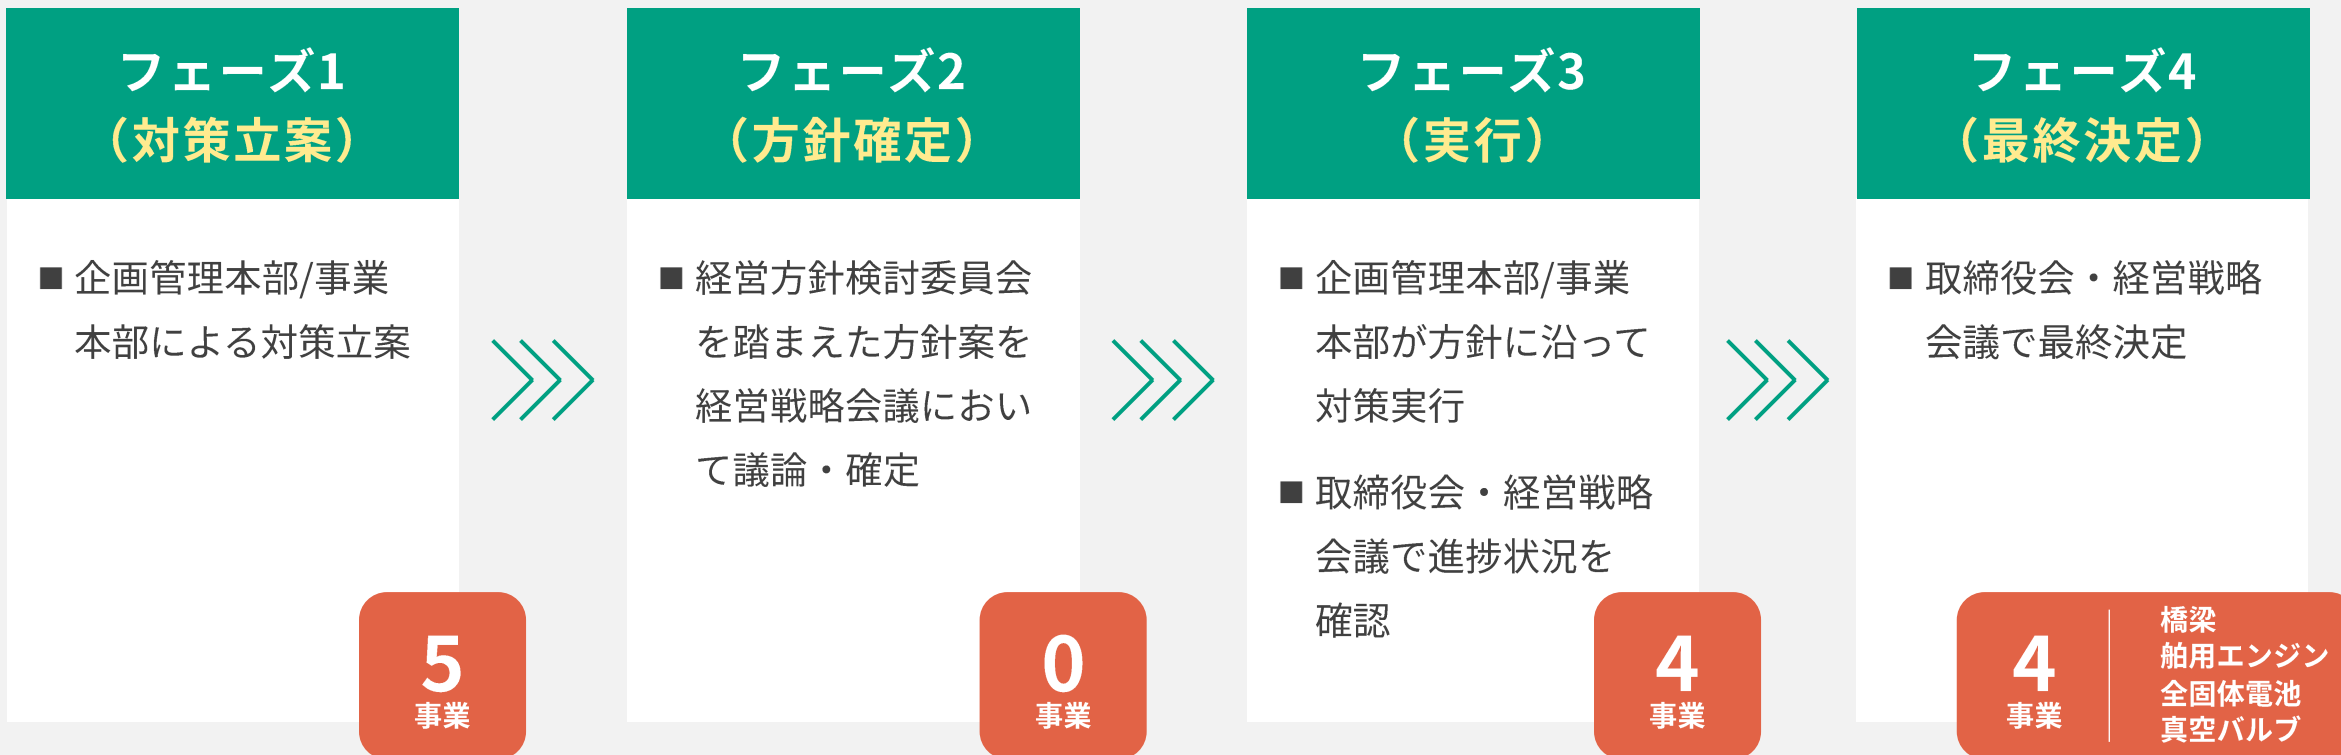 フェーズ1
（対策立案）
■ 企画管理本部/事業
本部による対策立案
5
事業
フェーズ2
（方針確定）
■ 経営方針検討委員会
を踏まえた方針案を
経営戦略会議におい
て議論・確定
0
事業
フェーズ3
（実行）
■ 企画管理本部/事業
本部が方針に沿って
対策実行
■ 取締役会・経営戦略
会議で進捗状況を
確認
4
事業
フェーズ4
（最終決定）
■ 取締役会・経営戦略
会議で最終決定
4
事業
橋梁
舶用エンジン
全固体電池
真空バルブ